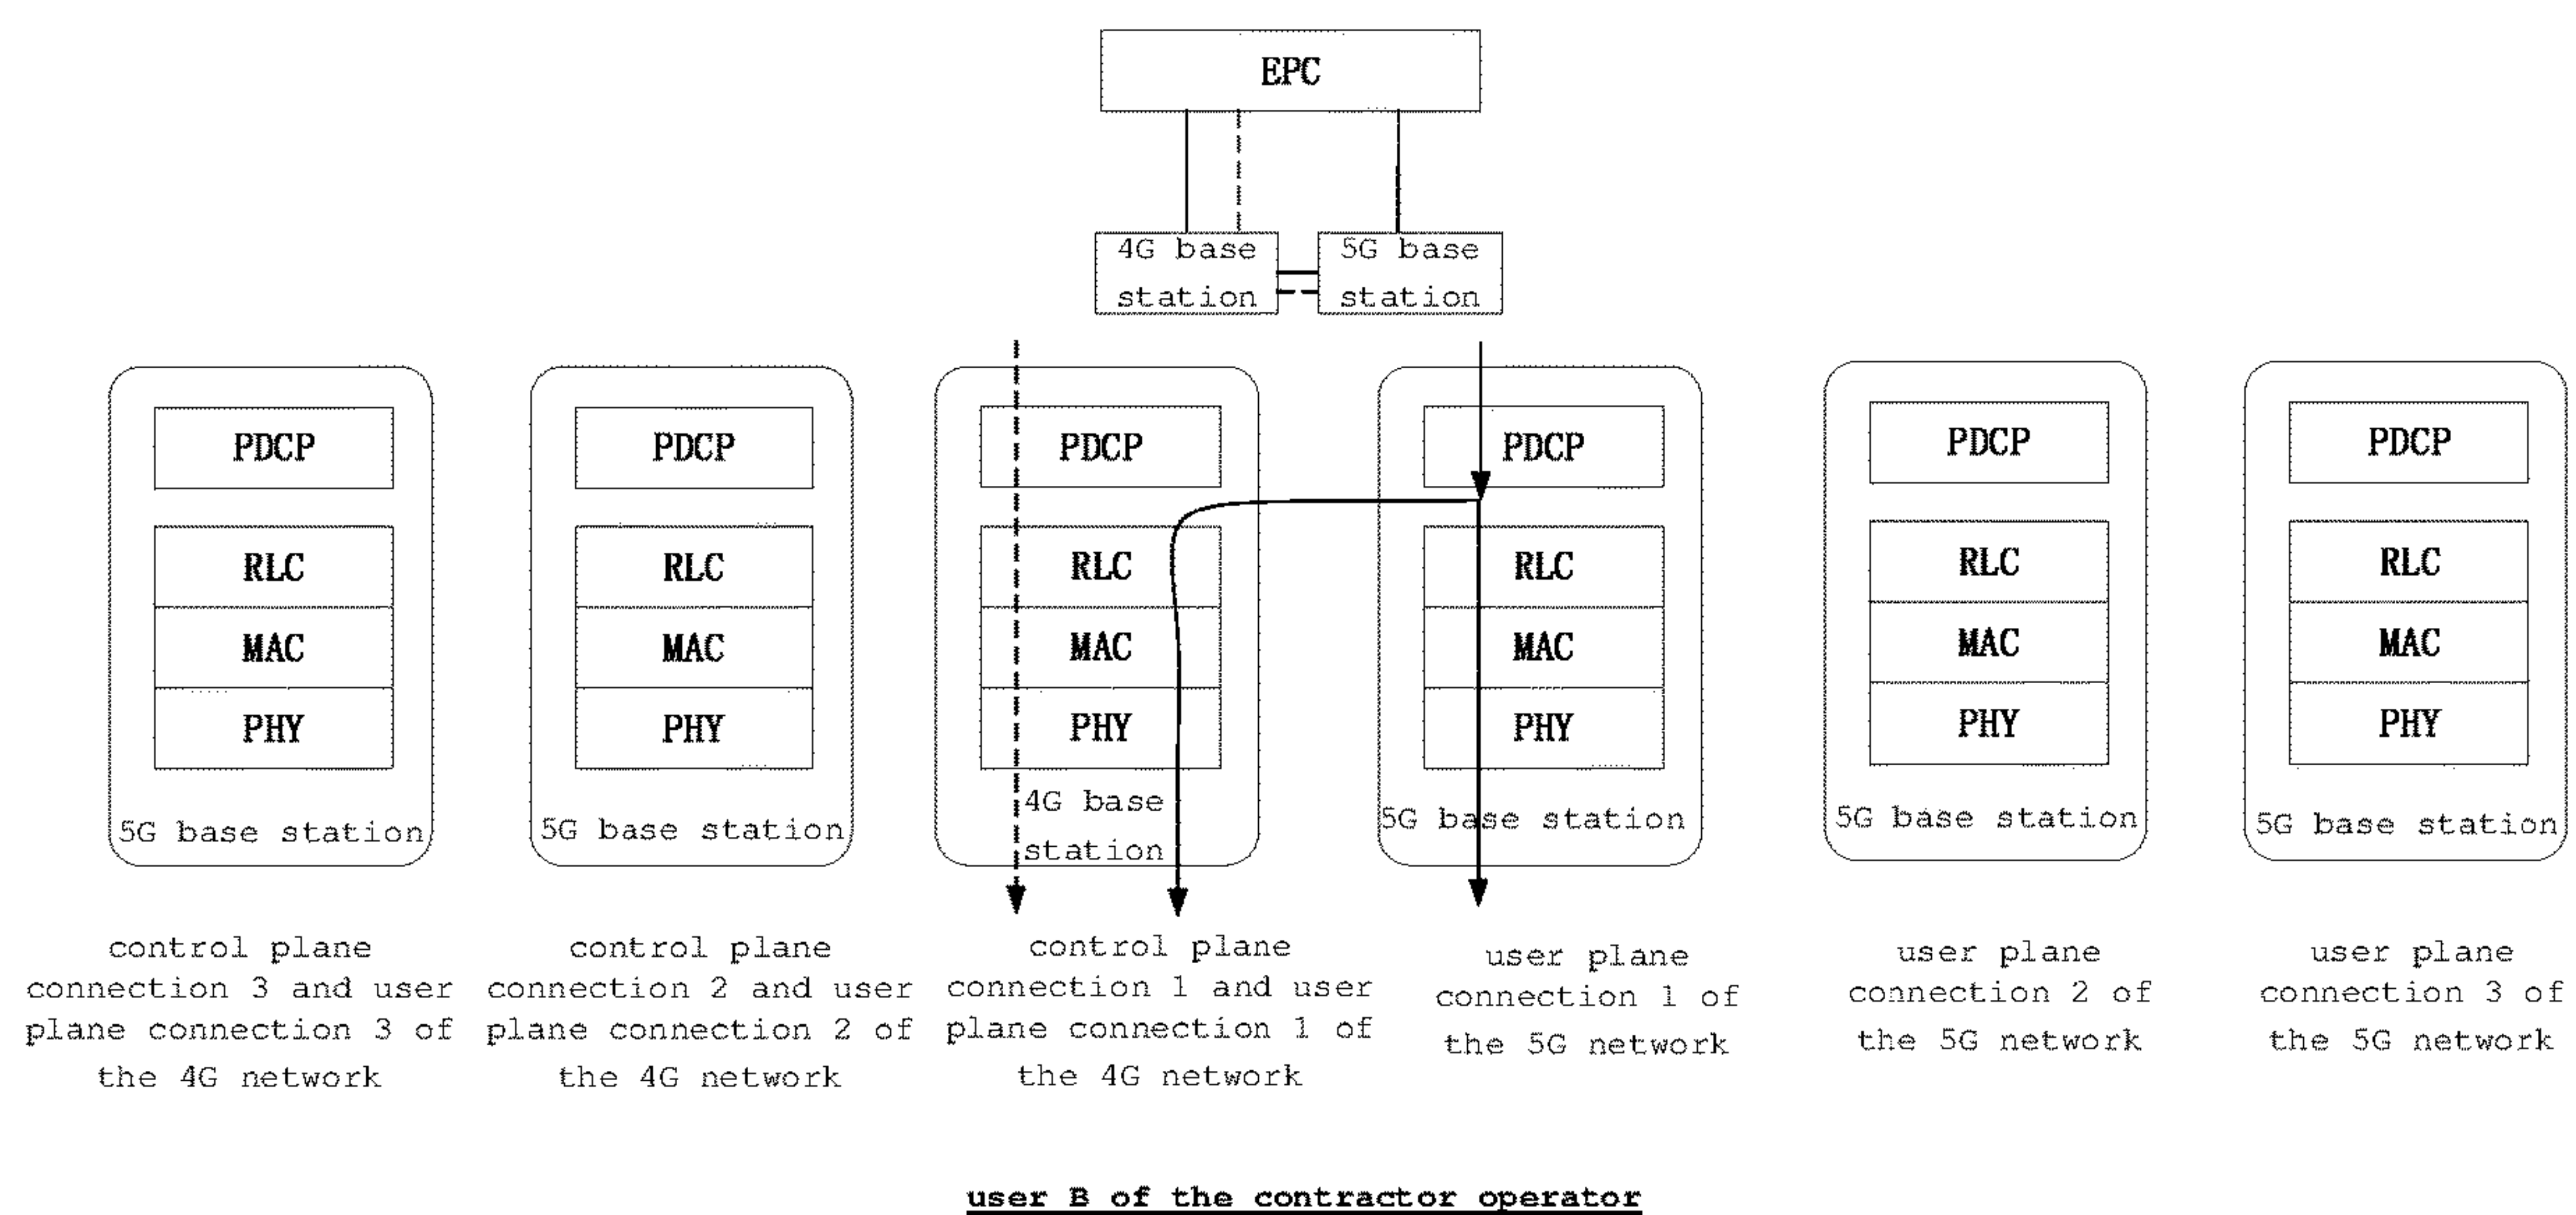 EPC
4G base
station
5G base
station
PDCP
RLC
MAC
PHY
5G base station
control plane
connection 3 and user
plane connection 3 of
the 4G network
PDCP
RLC
MAC
PHY
5G base station
control plane
connection 2 and user
plane connection 2 of
the 4G network
PDCP
RLC
MAC
PHY
4G base
station
control plane
connection 1 and user
plane connection 1 of
the 4G network
PDCP
RLC
MAC
PHY
5G base station
user plane
connection 1 of
the 5G network
PDCP
RLC
MAC
PHY
5G base station
user plane
connection 2 of
the 5G network
PDCP
RLC
MAC
PHY
5G base station
user plane
connection 3 of
the 5G network
user B of the contractor operator